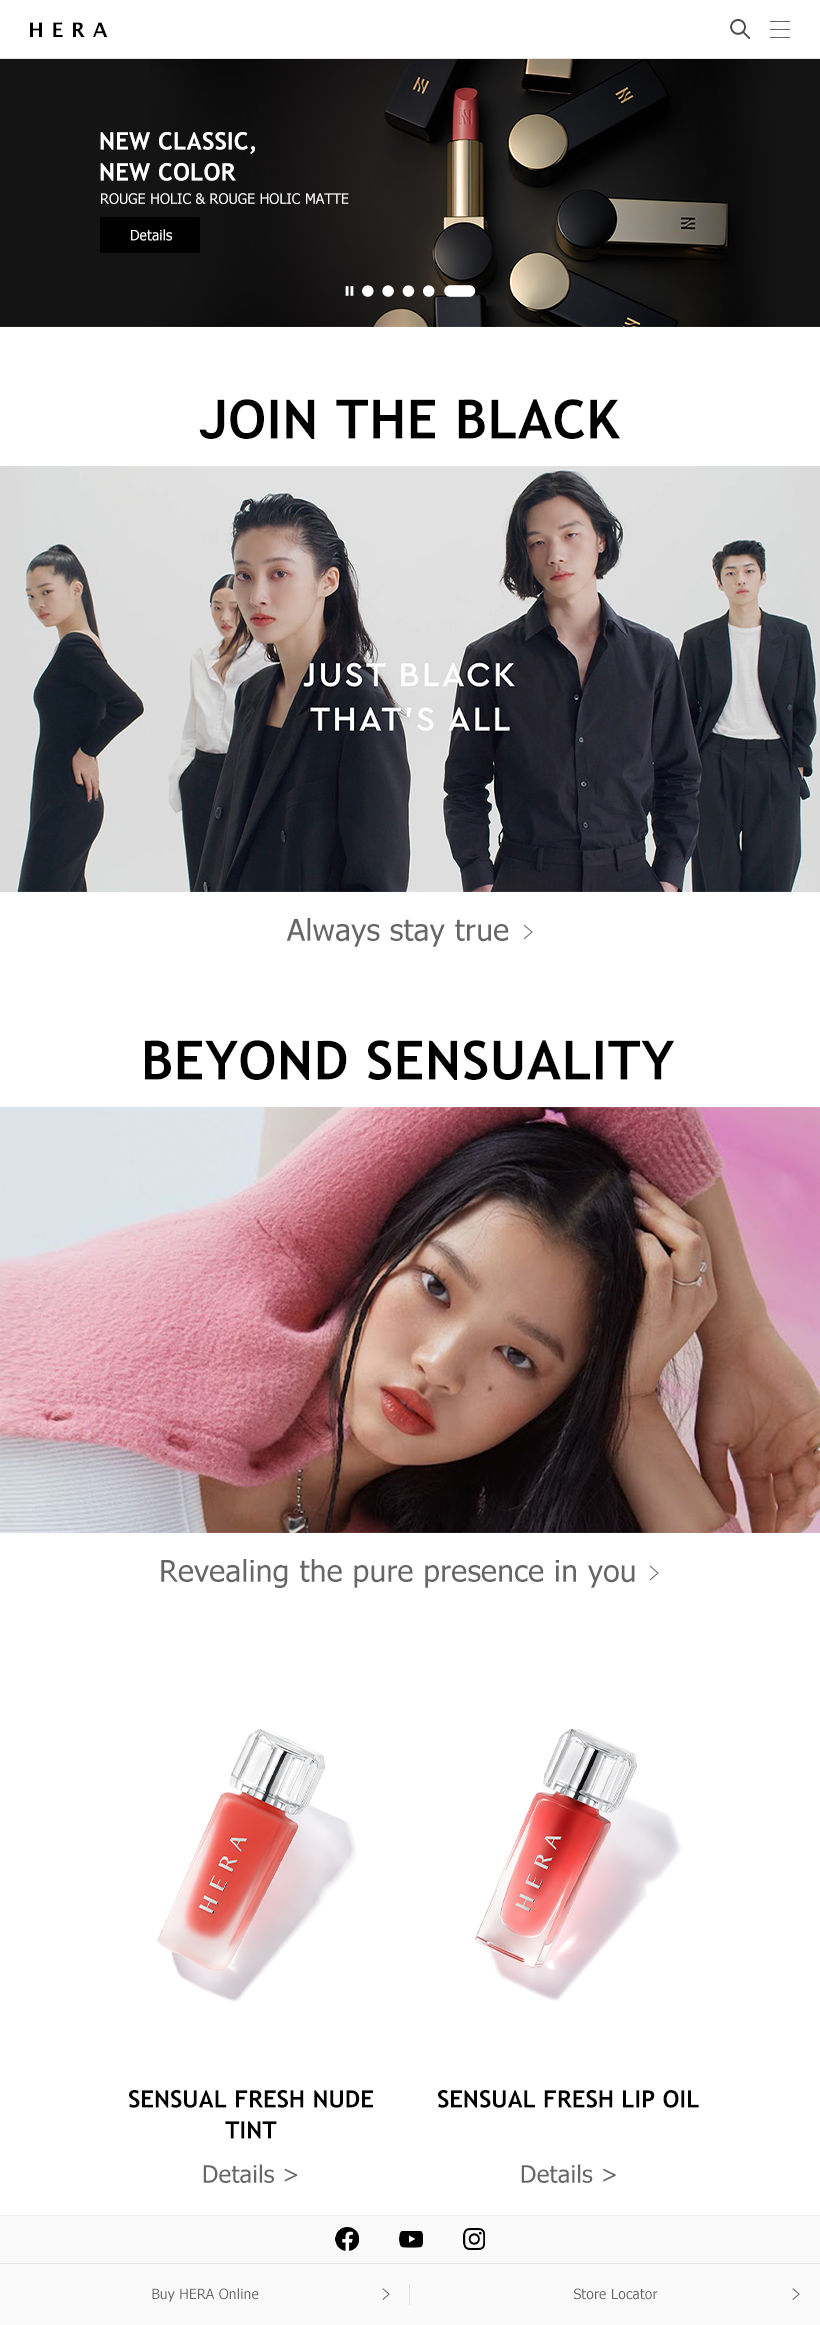 HERA
NEW CLASSIC,
NEW COLOR
ROUGE HOLIC & ROUGE HOLIC MATTE
Details
JOIN THE BLACK
JUST BLACK
THAT'S ALL
Always stay true >
BEYOND SENSUALITY
Revealing the pure presence in you >
HERA
HERA
SENSUAL FRESH NUDE
TINT
Details >
SENSUAL FRESH LIP OIL
Details >
Buy HERA Online >
Store Locator >